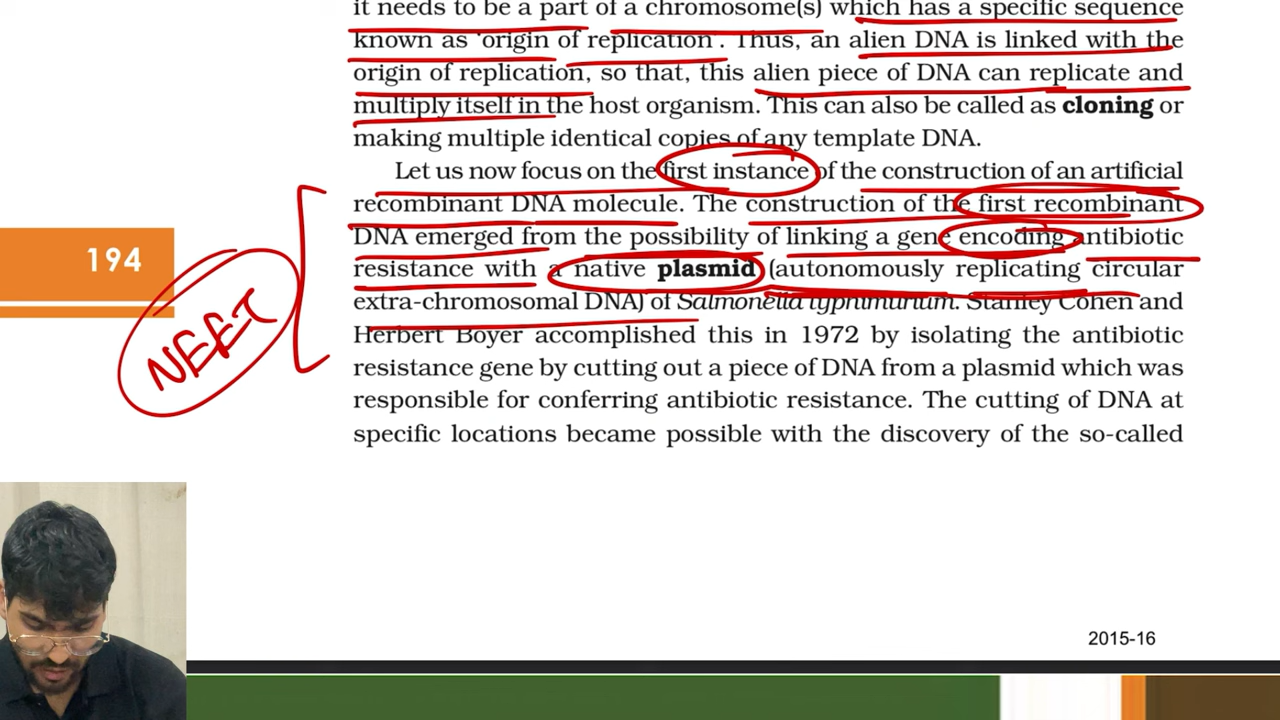 it needs to be a part of a chromosome(s) which has a specific sequence
known as 'origin of replication'. Thus, an alien DNA is linked with the
origin of replication, so that, this alien piece of DNA can replicate and
multiply itself in the host organism. This can also be called as cloning or
making multiple identical copies of any template DNA.
Let us now focus on the first instance of the construction of an artificial
recombinant DNA molecule. The construction of the first recombinant
DNA emerged from the possibility of linking a gene encoding antibiotic
resistance with a native plasmid (autonomously replicating circular
extra-chromosomal DNA) of Salmonella typhimurium. Stanley Cohen and
Herbert Boyer accomplished this in 1972 by isolating the antibiotic
resistance gene by cutting out a piece of DNA from a plasmid which was
responsible for conferring antibiotic resistance. The cutting of DNA at
specific locations became possible with the discovery of the so-called
194
NEET
2015-16